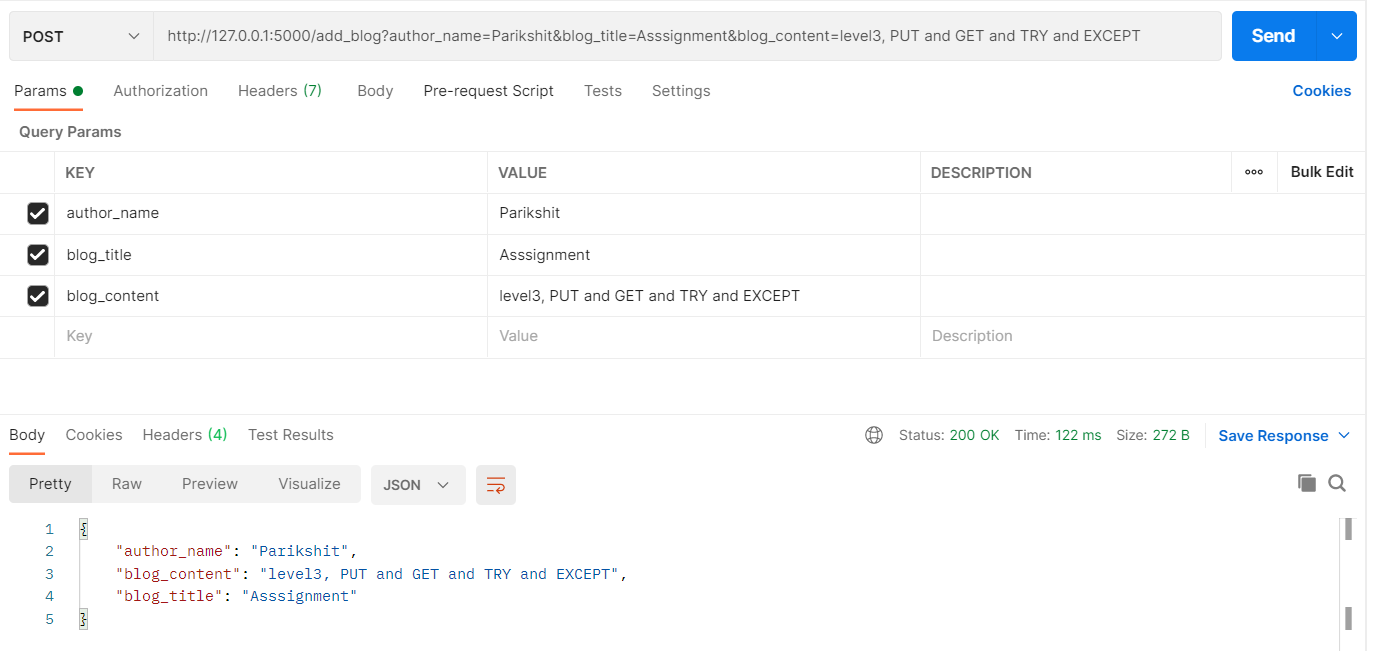 POST http://127.0.0.1:5000/add_blog?author_name=Parikshit&blog_title=Asssignment&blog_content=level3, PUT and GET and TRY and EXCEPT Send
Params Authorization Headers (7) Body Pre-request Script Tests Settings Cookies
Query Params
KEY VALUE DESCRIPTION ooo Bulk Edit
author_name Parikshit
blog_title Asssignment
blog_content level3, PUT and GET and TRY and EXCEPT
Key Value Description
Body Cookies Headers (4) Test Results Status: 200 OK Time: 122 ms Size: 272 B Save Response
Pretty Raw Preview Visualize JSON
1 {
2 "author_name": "Parikshit",
3 "blog_content": "level3, PUT and GET and TRY and EXCEPT",
4 "blog_title": "Asssignment"
5 }